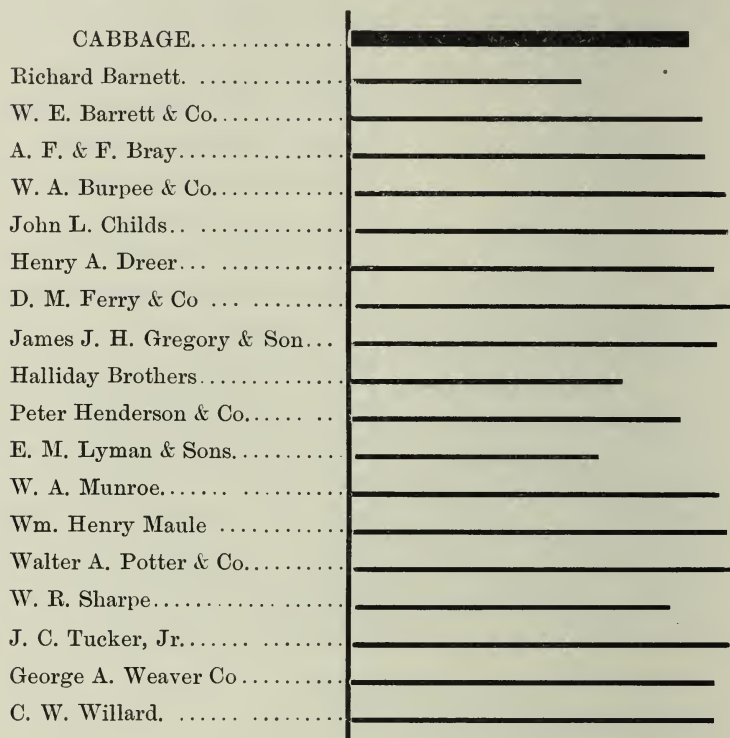 CABBAGE..............
Richard Barnett. ..............
W. E. Barrett & Co.............
A. F. & F. Bray................
W. A. Burpee & Co.............
John L. Childs.. ...............
Henry A. Dreer... .............
D. M. Ferry & Co ... ..........
James J. H. Gregory & Son...
Halliday Brothers..............
Peter Henderson & Co...... ..
E. M. Lyman & Sons...........
W. A. Munroe....... ..........
Wm. Henry Maule ............
Walter A. Potter & Co..........
W. R. Sharpe...................
J. C. Tucker, Jr....... .........
George A. Weaver Co..........
C. W. Willard. ................